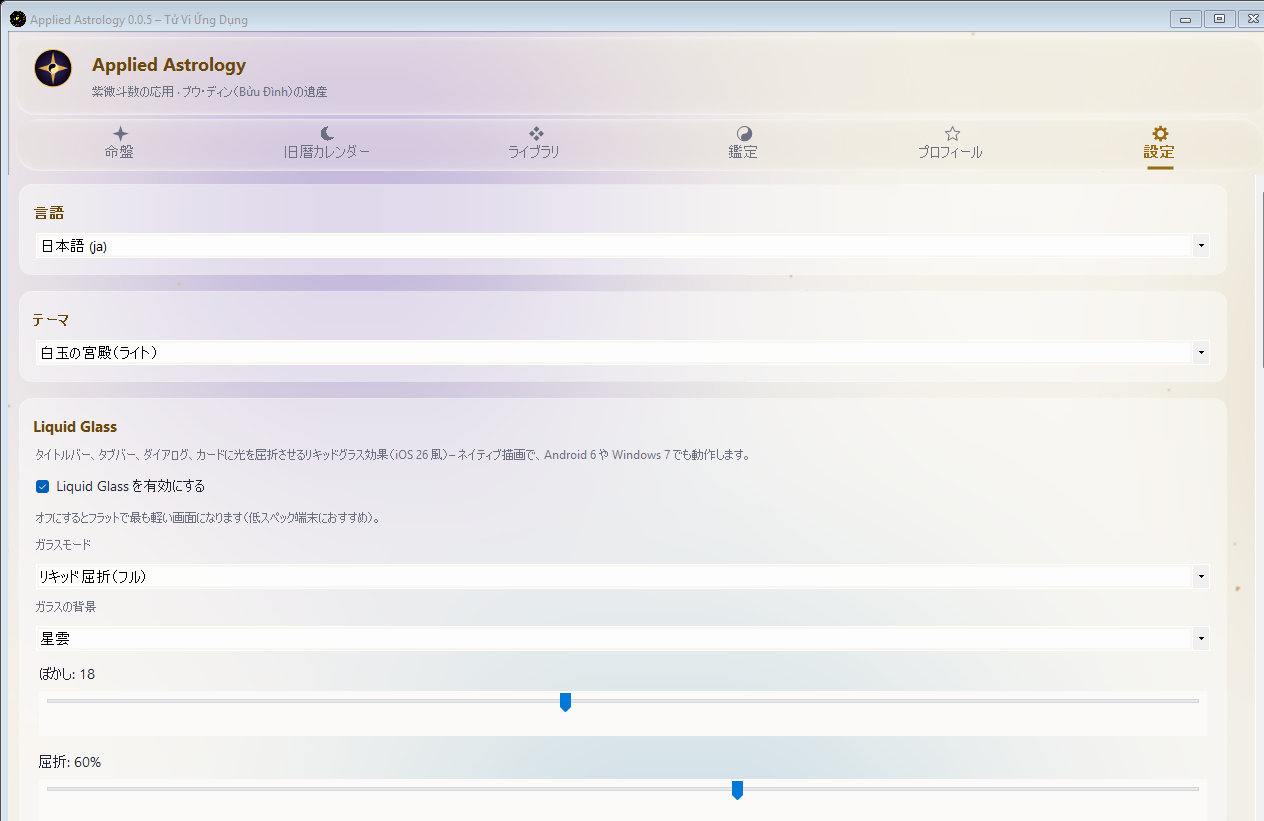 Applied Astrology 0.0.5 – Tử Vi Ứng Dụng
Applied Astrology
紫微斗数の応用 · ブウ・ディン(Bửu Đình)の遺産
命盤
旧暦カレンダー
ライブラリ
鑑定
プロフィール
設定
言語
日本語 (ja)
テーマ
白玉の宮殿(ライト)
Liquid Glass
タイトルバー、タブバー、ダイアログ、カードに光を屈折させるリキッドグラス効果(iOS 26 風) – ネイティブ描画で、Android 6 や Windows 7 でも動作します。
Liquid Glass を有効にする
オフにするとフラットで最も軽い画面になります(低スペック端末におすすめ)。
ガラスモード
リキッド屈折(フル)
ガラスの背景
星雲
ぼかし: 18
屈折: 60%